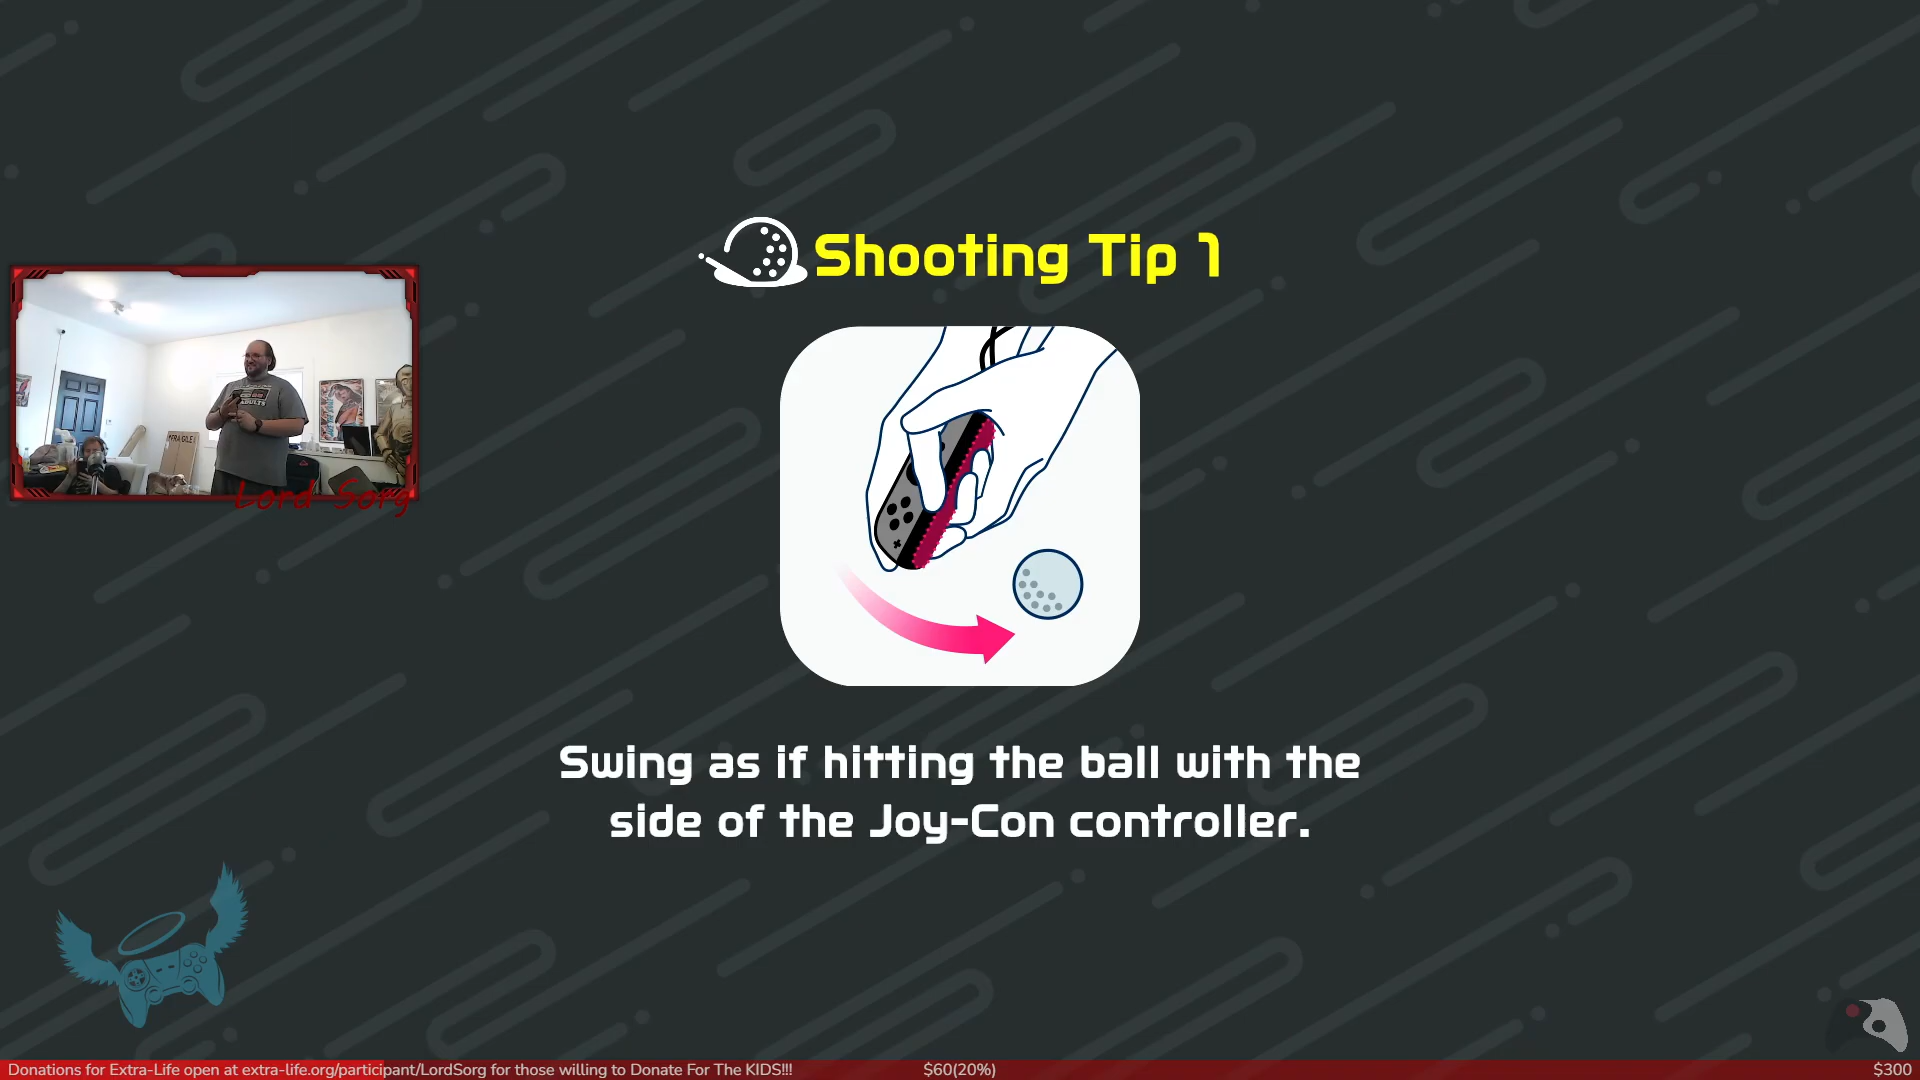 Shooting Tip 1
FRAGILE
ADULTS
Lord Sorg
Swing as if hitting the ball with the
side of the Joy-Con controller.
Donations for Extra-Life open at extra-life.org/participant/LordSorg for those willing to Donate For The KIDS!!! $60(20%) $300